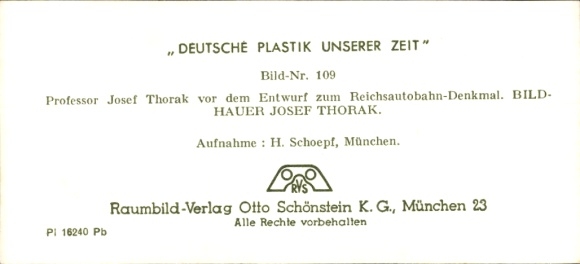 „DEUTSCHE PLASTIK UNSERER ZEIT"
Bild-Nr. 109
Professor Josef Thorak vor dem Entwurf zum Reichsautobahn-Denkmal. BILD-
HAUER JOSEF THORAK.
Aufnahme : H. Schoepf, München.
RVS
Raumbild-Verlag Otto Schönstein K. G., München 23
Alle Rechte vorbehalten
Pl 16240 Pb